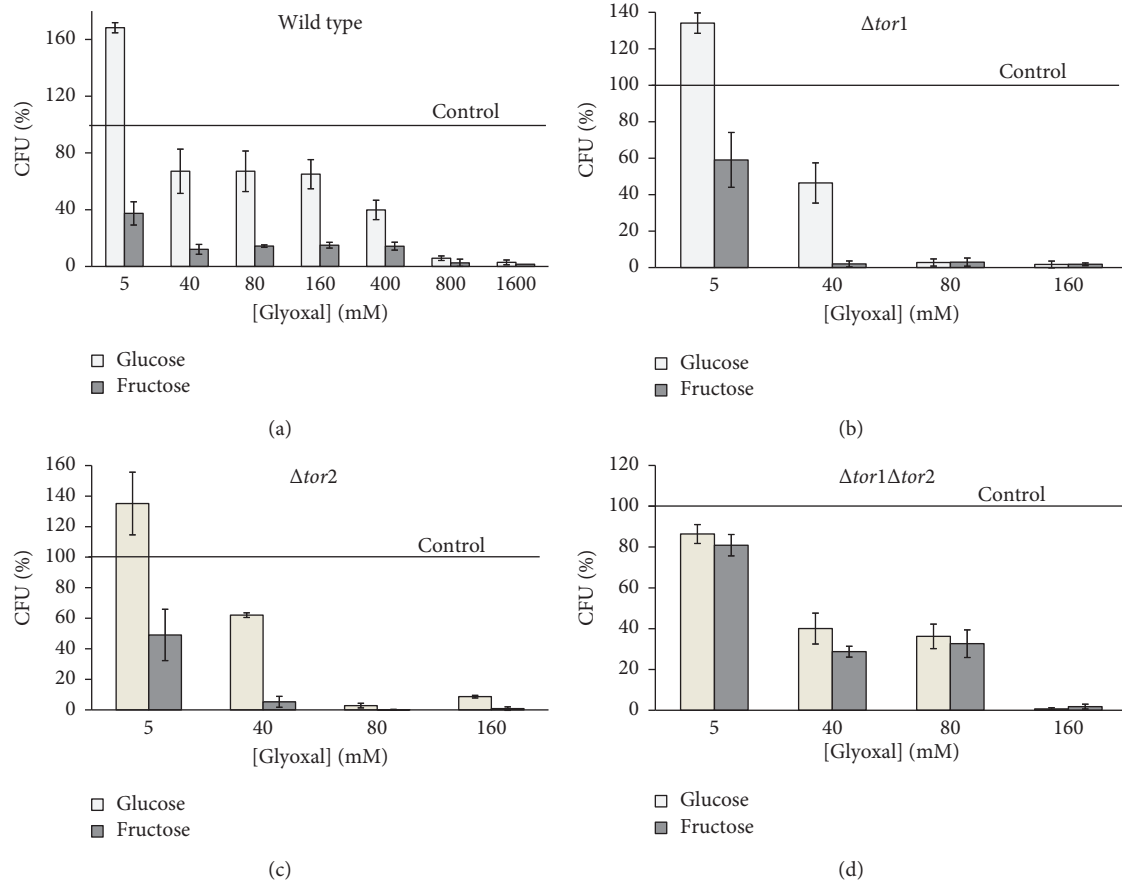 Wild type
CFU (%)
160
120
80
40
0
Control
5 40 80 160 400 800 1600
[Glyoxal] (mM)
Glucose
Fructose
(a)
Δtor1
CFU (%)
140
120
100
80
60
40
20
0
Control
5 40 80 160
[Glyoxal] (mM)
Glucose
Fructose
(b)
Δtor2
CFU (%)
160
140
120
100
80
60
40
20
0
Control
5 40 80 160
[Glyoxal] (mM)
Glucose
Fructose
(c)
Δtor1Δtor2
CFU (%)
120
100
80
60
40
20
0
Control
5 40 80 160
[Glyoxal] (mM)
Glucose
Fructose
(d)